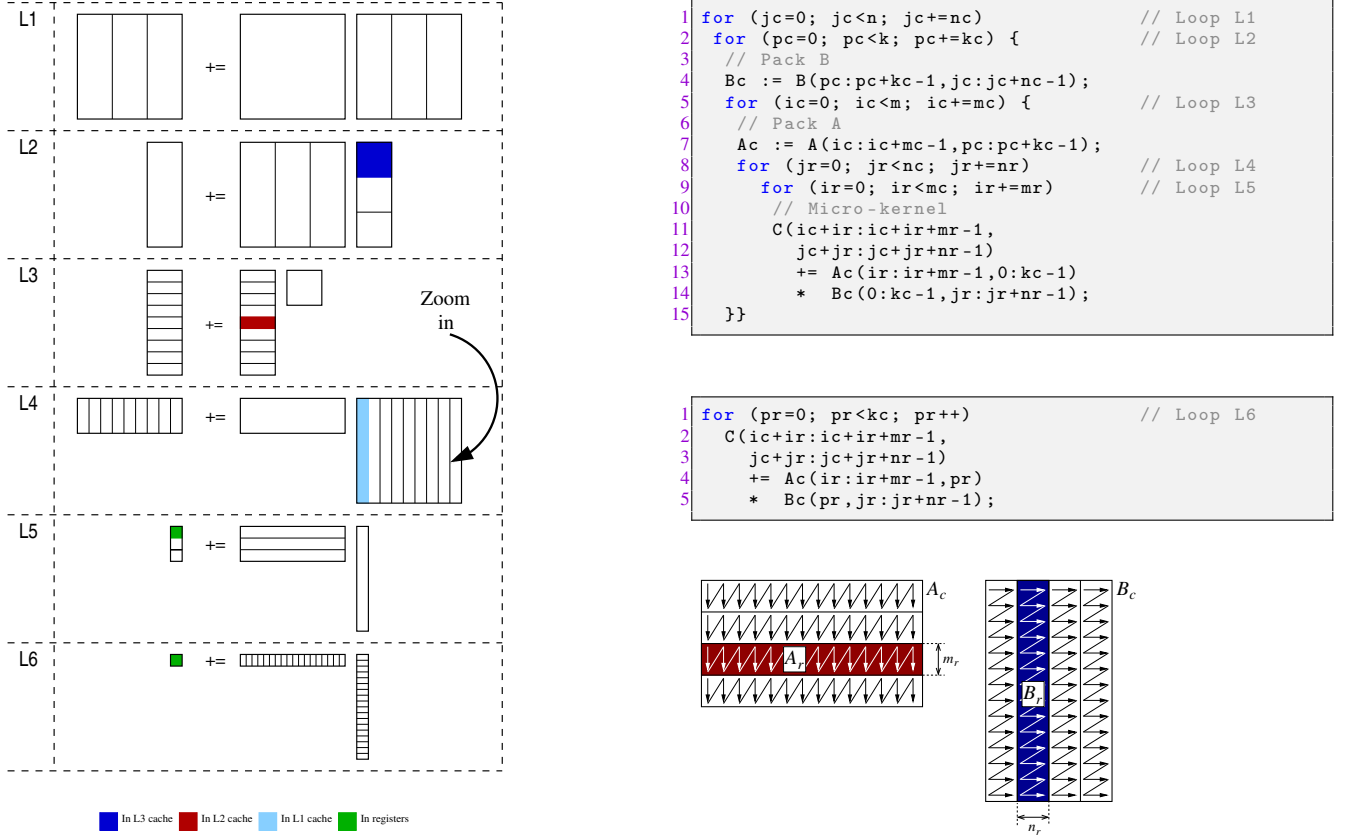 L1
+=
L2
+=
L3
+=
Zoom
in
L4
+=
L5
+=
L6
+=
In L3 cache In L2 cache In L1 cache In registers
1 for (jc=0; jc<n; jc+=nc) // Loop L1
2 for (pc=0; pc<k; pc+=kc) { // Loop L2
3 // Pack B
4 Bc := B(pc:pc+kc-1,jc:jc+nc-1);
5 for (ic=0; ic<m; ic+=mc) { // Loop L3
6 // Pack A
7 Ac := A(ic:ic+mc-1,pc:pc+kc-1);
8 for (jr=0; jr<nc; jr+=nr) // Loop L4
9 for (ir=0; ir<mc; ir+=mr) // Loop L5
10 // Micro-kernel
11 C(ic+ir:ic+ir+mr-1,
12 jc+jr:jc+jr+nr-1)
13 += Ac(ir:ir+mr-1,0:kc-1)
14 * Bc(0:kc-1,jr:jr+nr-1);
15 }}
1 for (pr=0; pr<kc; pr++) // Loop L6
2 C(ic+ir:ic+ir+mr-1,
3 jc+jr:jc+jr+nr-1)
4 += Ac(ir:ir+mr-1,pr)
5 * Bc(pr,jr:jr+nr-1);
A_c
A_r
m_r
B_c
B_r
n_r